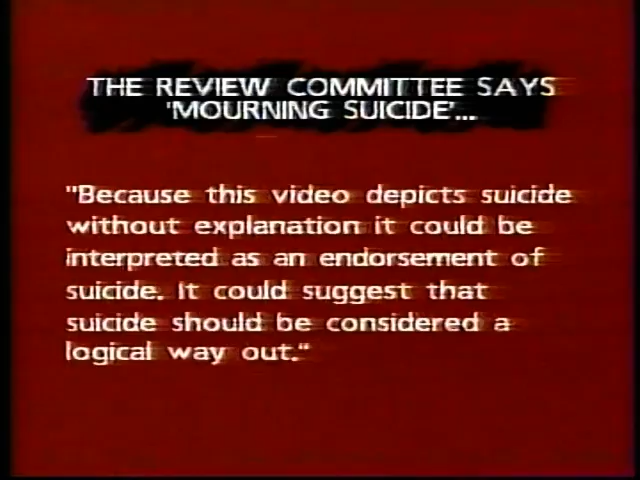 THE REVIEW COMMITTEE SAYS
'MOURNING SUICIDE'...
"Because this video depicts suicide
without explanation it could be
interpreted as an endorsement of
suicide. It could suggest that
suicide should be considered a
logical way out."